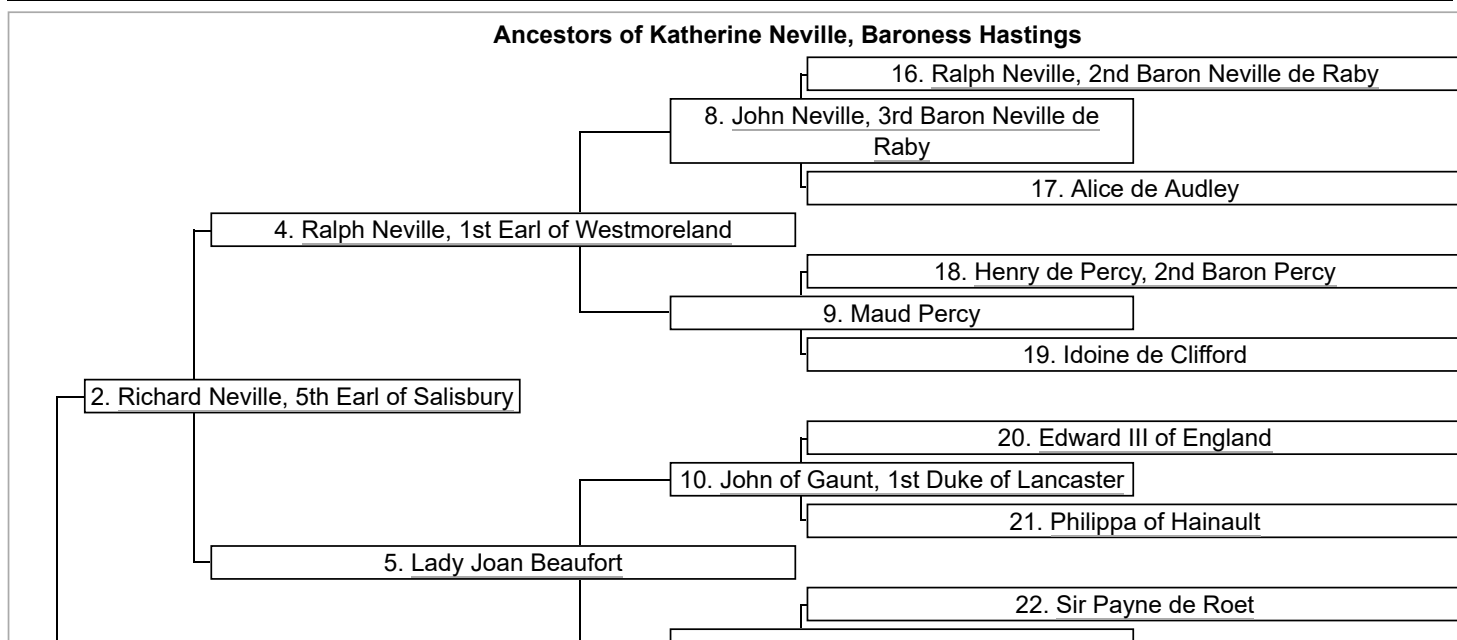 Ancestors of Katherine Neville, Baroness Hastings
16. Ralph Neville, 2nd Baron Neville de Raby
8. John Neville, 3rd Baron Neville de
Raby
17. Alice de Audley
4. Ralph Neville, 1st Earl of Westmoreland
18. Henry de Percy, 2nd Baron Percy
9. Maud Percy
19. Idoine de Clifford
2. Richard Neville, 5th Earl of Salisbury
20. Edward III of England
10. John of Gaunt, 1st Duke of Lancaster
21. Philippa of Hainault
5. Lady Joan Beaufort
22. Sir Payne de Roet